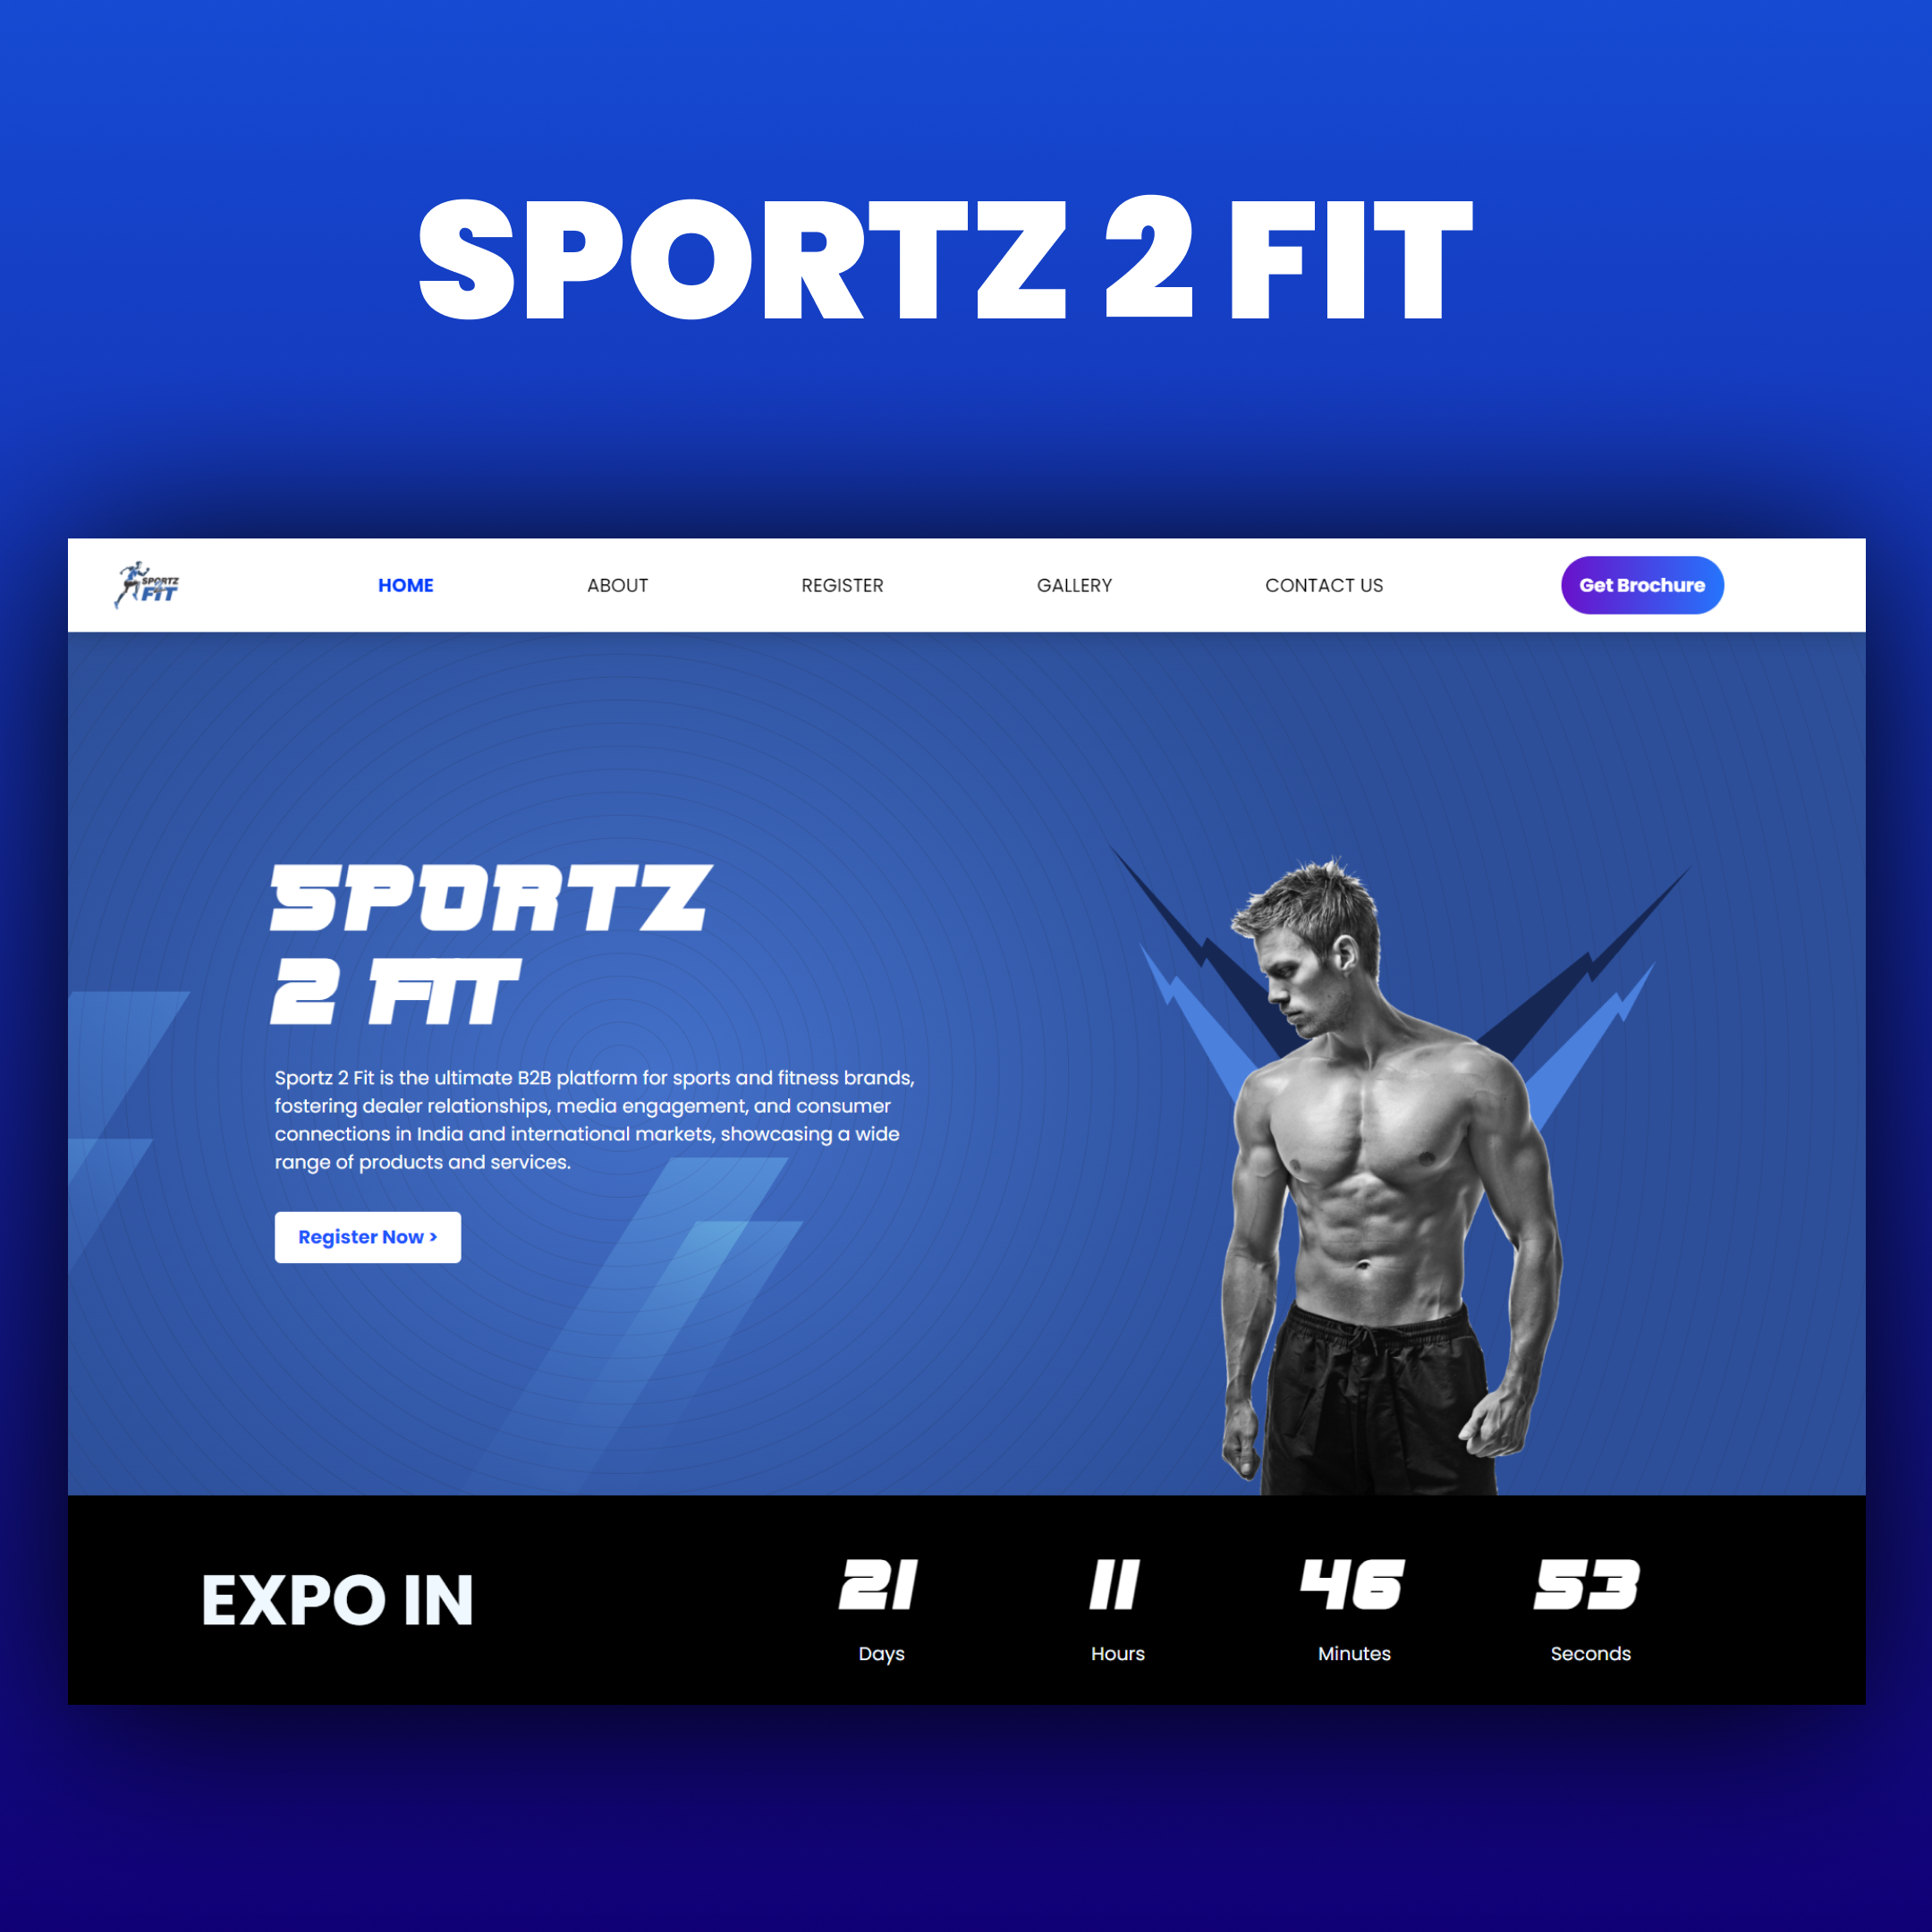 SPORTZ 2 FIT
SPORTZ
FIT
HOME
ABOUT
REGISTER
GALLERY
CONTACT US
Get Brochure
SPORTZ
2 FIT
Sportz 2 Fit is the ultimate B2B platform for sports and fitness brands,
fostering dealer relationships, media engagement, and consumer
connections in India and international markets, showcasing a wide
range of products and services.
Register Now >
EXPO IN
21
Days
11
Hours
46
Minutes
53
Seconds